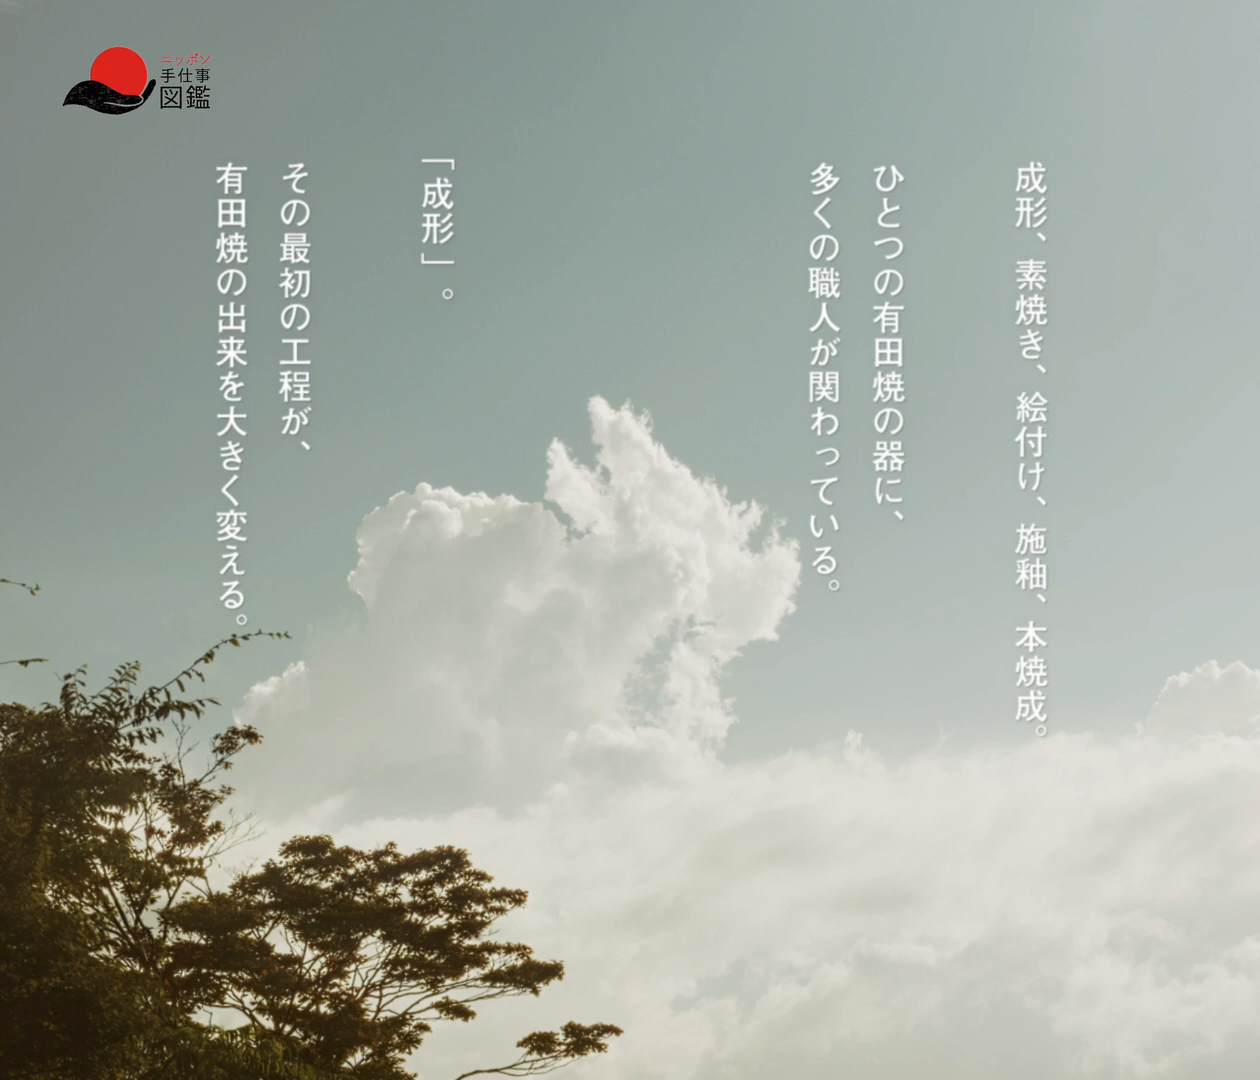 ニッポン
手仕事
図鑑
成形、素焼き、絵付け、施釉、本焼成。
ひとつの有田焼の器に、
多くの職人が関わっている。
「成形」。
その最初の工程が、
有田焼の出来を大きく変える。